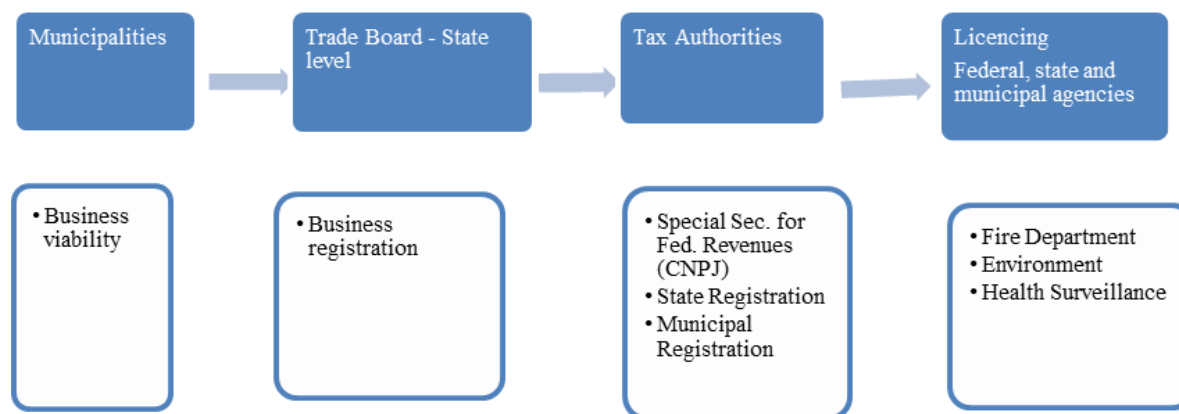 Municipalities
Trade Board - State
level
Tax Authorities
Licencing
Federal, state and
municipal agencies
• Business
viability
• Business
registration
• Special Sec. for
Fed. Revenues
(CNPJ)
• State Registration
• Municipal
Registration
• Fire Department
• Environment
• Health Surveillance